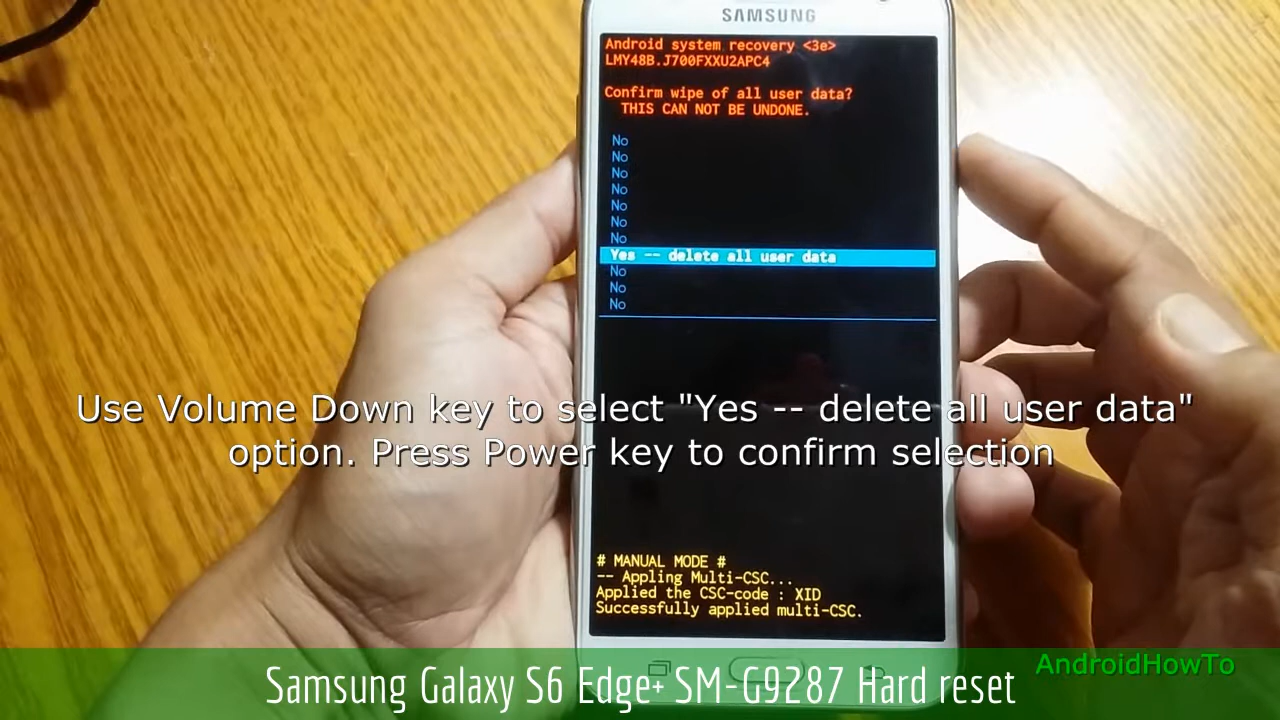 SAMSUNG
Android system recovery <3e>
LMY48B.J700FXXU2APC4
Confirm wipe of all user data?
THIS CAN NOT BE UNDONE.
No
No
No
No
No
No
No
Yes -- delete all user data
No
No
No
Use Volume Down key to select "Yes -- delete all user data"
option. Press Power key to confirm selection
# MANUAL MODE #
-- Appling Multi-CSC...
Applied the CSC-code : XID
Successfully applied multi-CSC.
AndroidHowTo
Samsung Galaxy S6 Edge+ SM-G9287 Hard reset